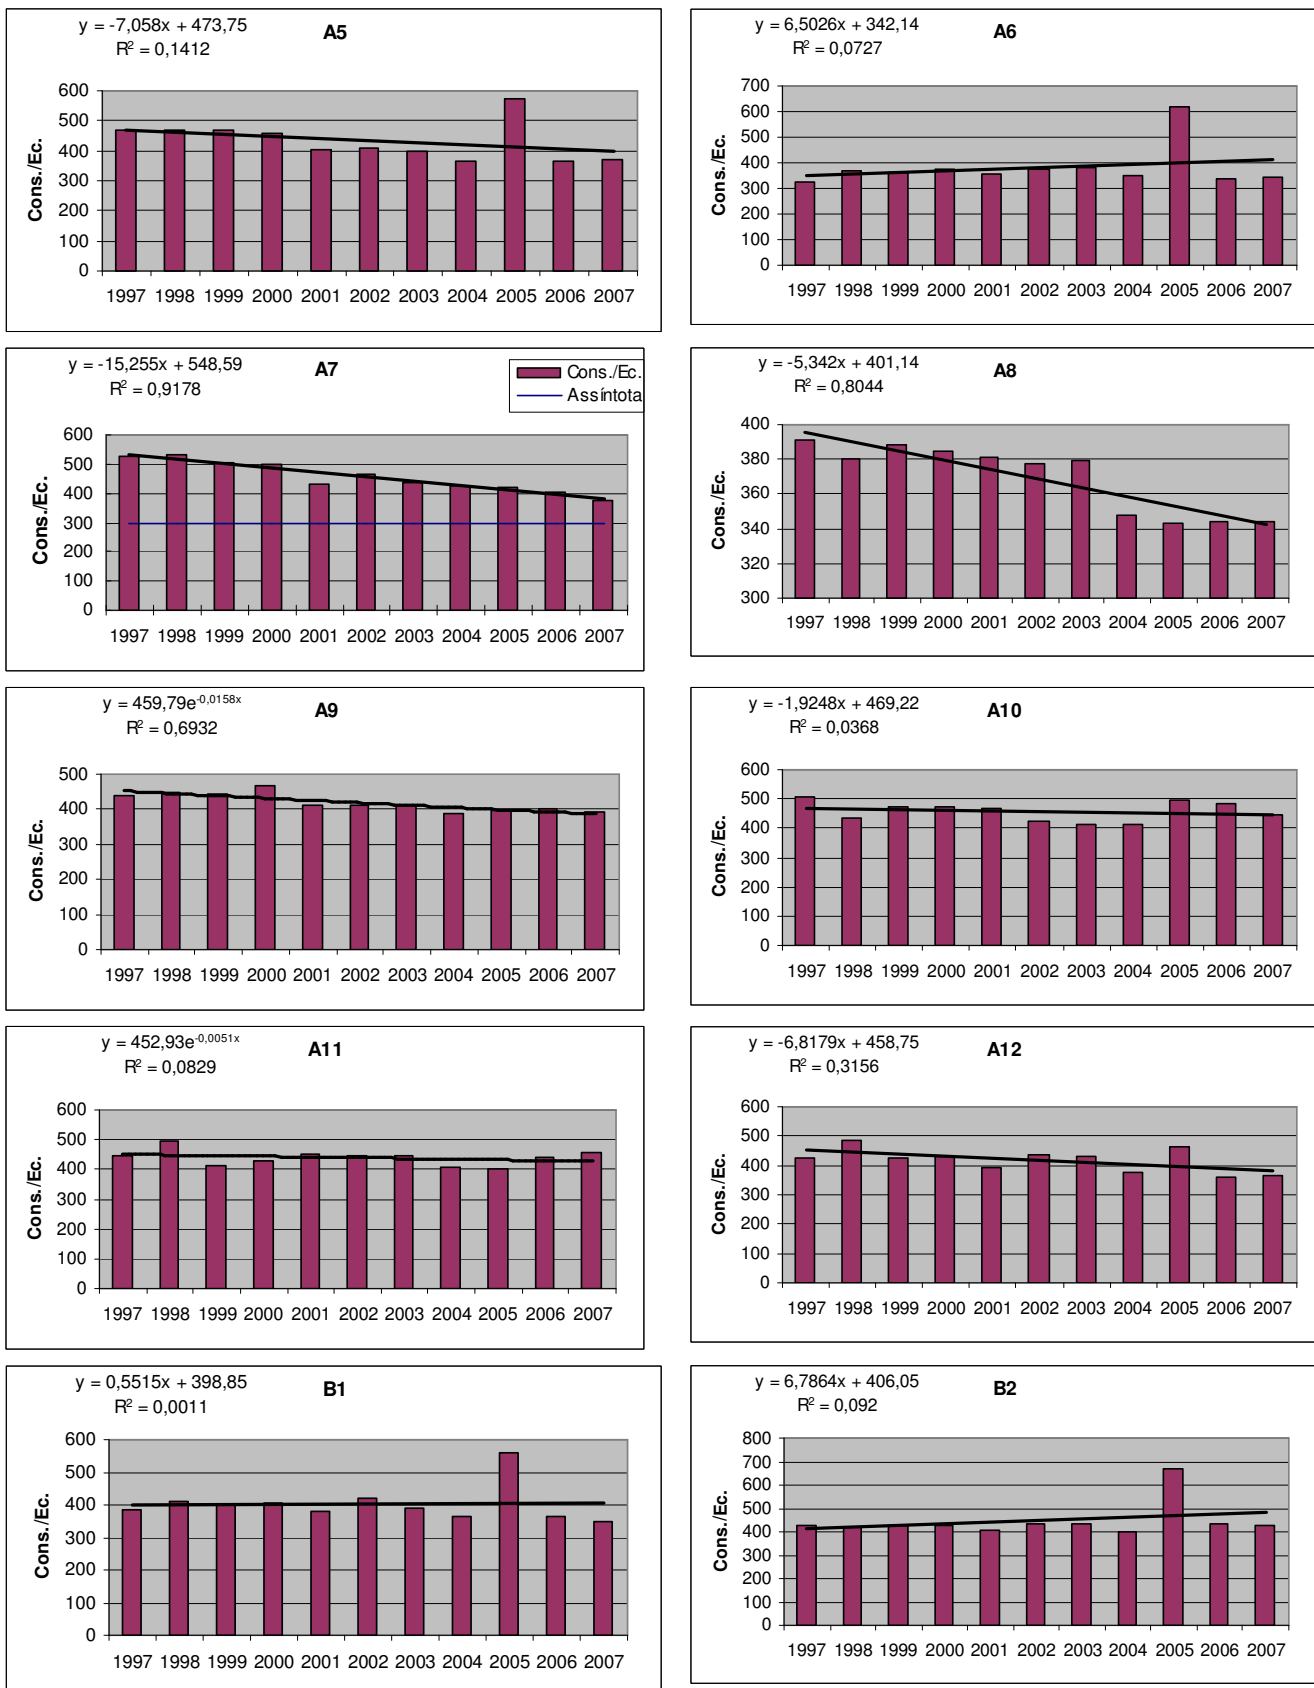 y = -7,058x + 473,75
R² = 0,1412
A5
Cons./Ec.
600
500
400
300
200
100
0
1997 1998 1999 2000 2001 2002 2003 2004 2005 2006 2007
y = 6,5026x + 342,14
R² = 0,0727
A6
Cons./Ec.
700
600
500
400
300
200
100
0
1997 1998 1999 2000 2001 2002 2003 2004 2005 2006 2007
y = -15,255x + 548,59
R² = 0,9178
A7
Cons./Ec.
Assíntota
Cons./Ec.
600
500
400
300
200
100
0
1997 1998 1999 2000 2001 2002 2003 2004 2005 2006 2007
y = -5,342x + 401,14
R² = 0,8044
A8
Cons./Ec.
400
380
360
340
320
300
1997 1998 1999 2000 2001 2002 2003 2004 2005 2006 2007
y = 459,79e^-0,0158x
R² = 0,6932
A9
Cons./Ec.
500
400
300
200
100
0
1997 1998 1999 2000 2001 2002 2003 2004 2005 2006 2007
y = -1,9248x + 469,22
R² = 0,0368
A10
Cons./Ec.
600
500
400
300
200
100
0
1997 1998 1999 2000 2001 2002 2003 2004 2005 2006 2007
y = 452,93e^-0,0051x
R² = 0,0829
A11
Cons./Ec.
600
500
400
300
200
100
0
1997 1998 1999 2000 2001 2002 2003 2004 2005 2006 2007
y = -6,8179x + 458,75
R² = 0,3156
A12
Cons./Ec.
600
500
400
300
200
100
0
1997 1998 1999 2000 2001 2002 2003 2004 2005 2006 2007
y = 0,5515x + 398,85
R² = 0,0011
B1
Cons./Ec.
600
500
400
300
200
100
0
1997 1998 1999 2000 2001 2002 2003 2004 2005 2006 2007
y = 6,7864x + 406,05
R² = 0,092
B2
Cons./Ec.
800
700
600
500
400
300
200
100
0
1997 1998 1999 2000 2001 2002 2003 2004 2005 2006 2007